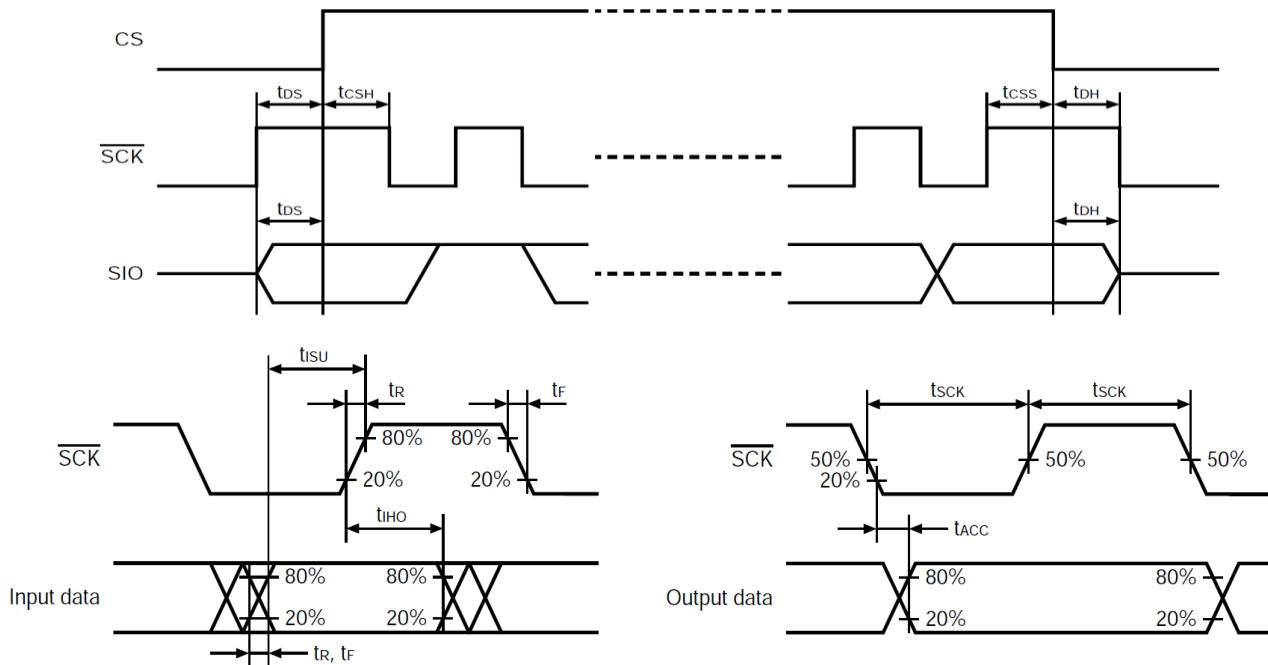 CS
tDS tCSH tCSS tDH
SCK
tDS tDH
SIO
tISU
tR tF tSCK tSCK
SCK 80% 80% SCK 50% 50% 50%
20% 20% 20%
tIHO tACC
Input data 80% 80% Output data 80% 80%
20% 20% 20% 20%
tR, tF